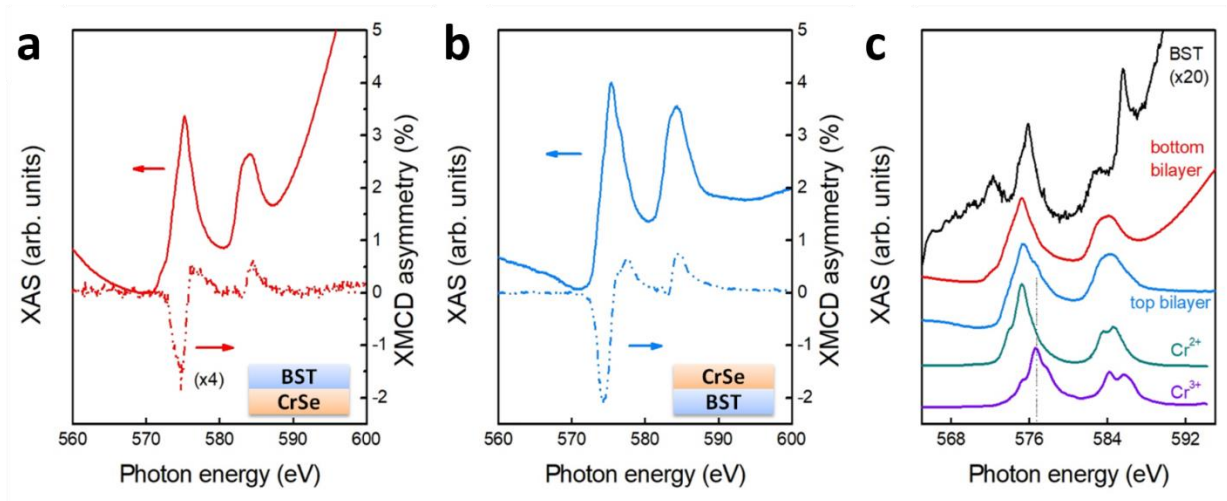 a
XAS (arb. units)
5
4
3
2
1
0
-1
-2
XMCD asymmetry (%)
(x4)
BST
CrSe
560 570 580 590 600
Photon energy (eV)
b
XAS (arb. units)
5
4
3
2
1
0
-1
-2
XMCD asymmetry (%)
CrSe
BST
560 570 580 590 600
Photon energy (eV)
c
XAS (arb. units)
BST
(x20)
bottom
bilayer
top bilayer
Cr²⁺
Cr³⁺
568 576 584 592
Photon energy (eV)